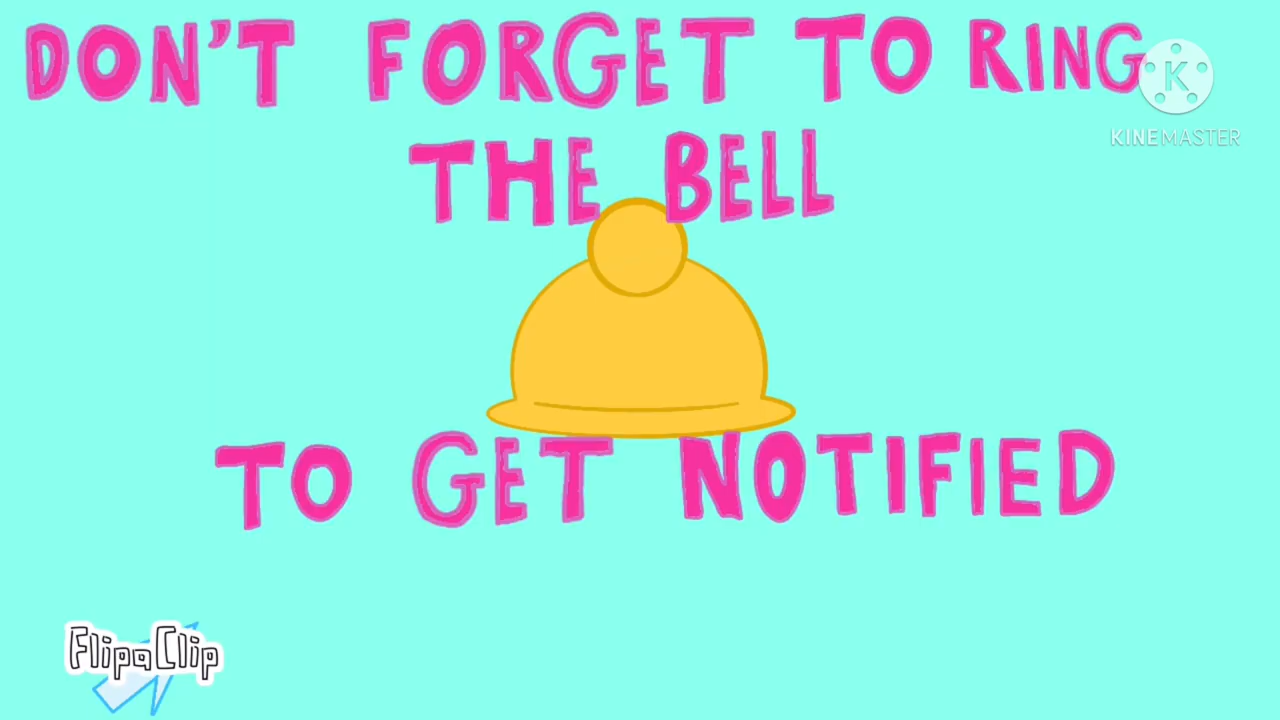 DON'T FORGET TO RING
K
KINEMASTER
THE BELL
TO GET NOTIFIED
FlipaClip